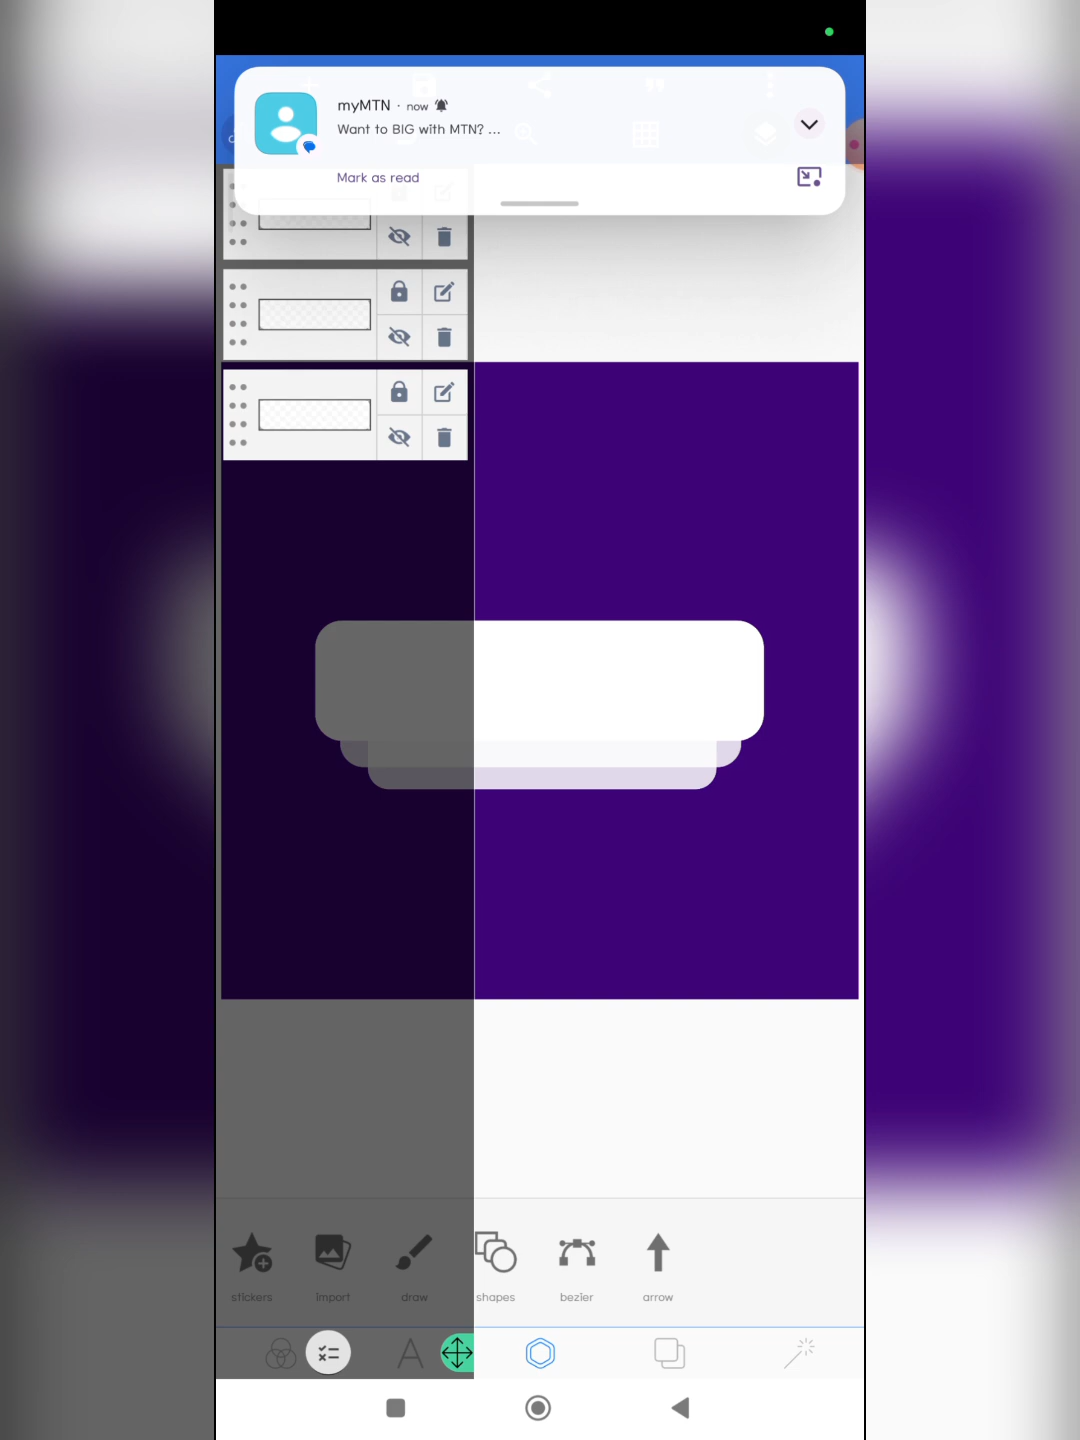 myMTN · now
Want to BIG with MTN? ...
Mark as read
stickers
import
draw
shapes
bezier
arrow